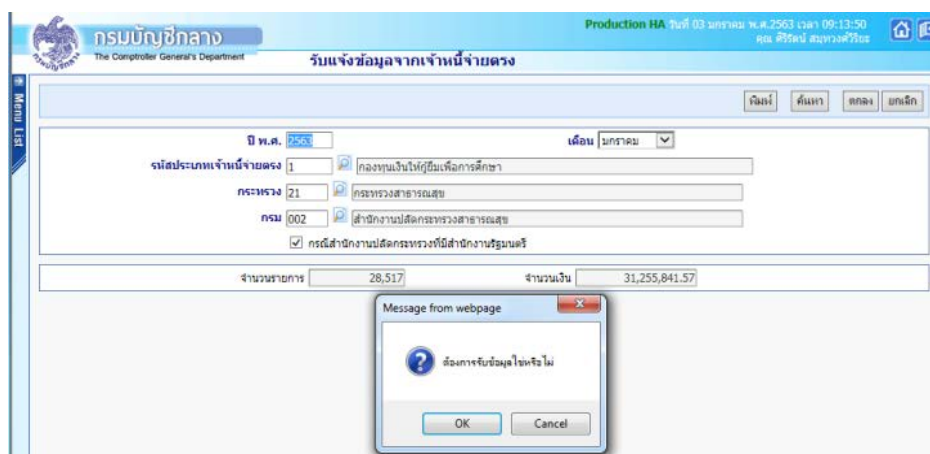 กรมบัญชีกลาง
The Comptroller General's Department
Production HA วันที่ 03 มกราคม พ.ศ.2563 เวลา 09:13:50
คุณ ศิริรัตน์
รับแจ้งข้อมูลจากเจ้าหนี้จ่ายตรง
Menu List
พิมพ์ ค้นหา ตกลง ยกเลิก
ปี พ.ศ. 2563 เดือน มกราคม
รหัสประเภทเจ้าหนี้จ่ายตรง 1 กองทุนเงินให้กู้ยืมเพื่อการศึกษา
กระทรวง 21 กระทรวงสาธารณสุข
กรม 002 สำนักงานปลัดกระทรวงสาธารณสุข
กรณีสำนักงานปลัดกระทรวงที่มีสำนักงานรัฐมนตรี
จำนวนรายการ 28,517 จำนวนเงิน 31,255,841.57
Message from webpage
ต้องการรับข้อมูลใช่หรือไม่
OK Cancel